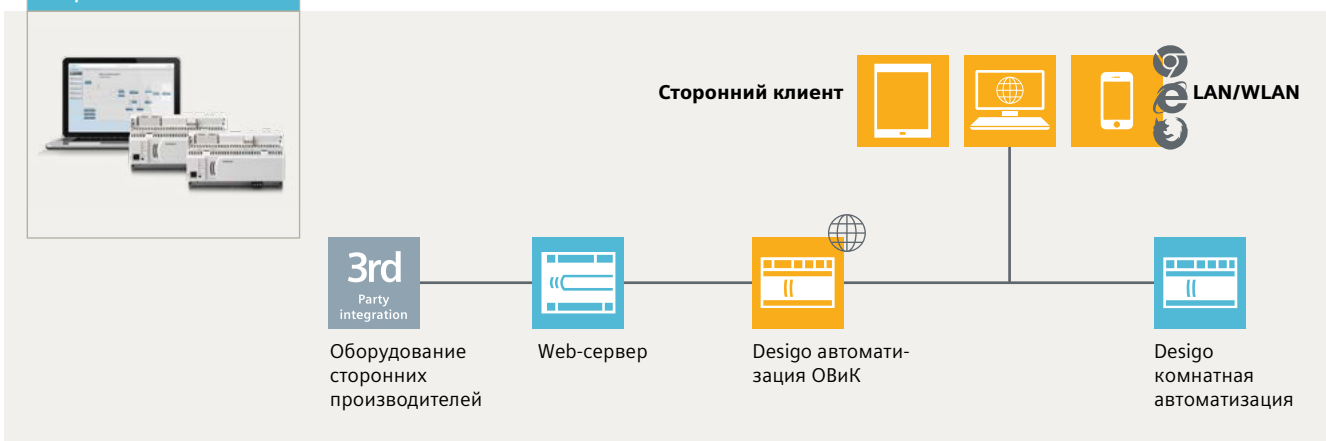 Сторонний клиент
LAN/WLAN
3rd
Party
integration
Оборудование
сторонних
производителей
Web-сервер
Desigo автомати-
зация ОВиК
Desigo
комнатная
автоматизация